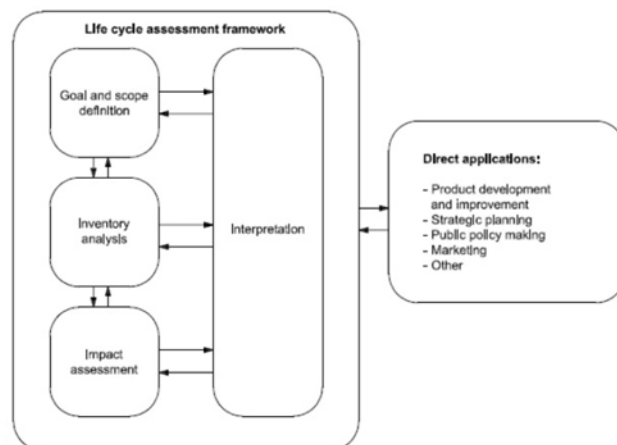 Life cycle assessment framework
Goal and scope
definition
Inventory
analysis
Impact
assessment
Interpretation
Direct applications:
- Product development
and improvement
- Strategic planning
- Public policy making
- Marketing
- Other